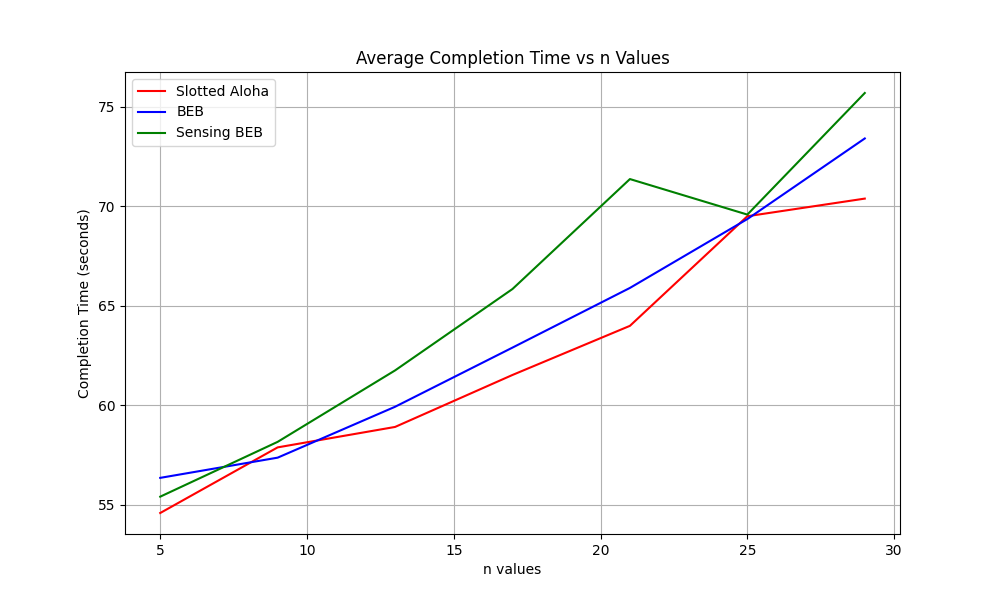 Average Completion Time vs n Values
Slotted Aloha
BEB
Sensing BEB
Completion Time (seconds)
75
70
65
60
55
5 10 15 20 25 30
n values